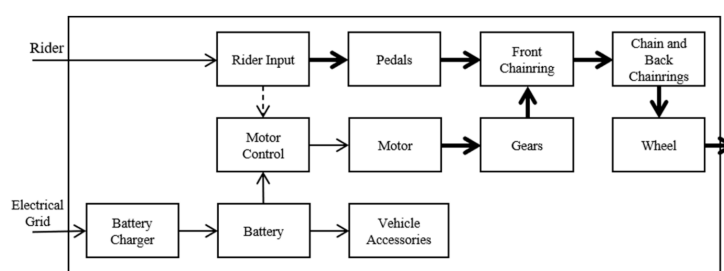 Rider
Rider Input
Pedals
Front
Chainring
Chain and
Back
Chainrings
Motor
Control
Motor
Gears
Wheel
Electrical
Grid
Battery
Charger
Battery
Vehicle
Accessories